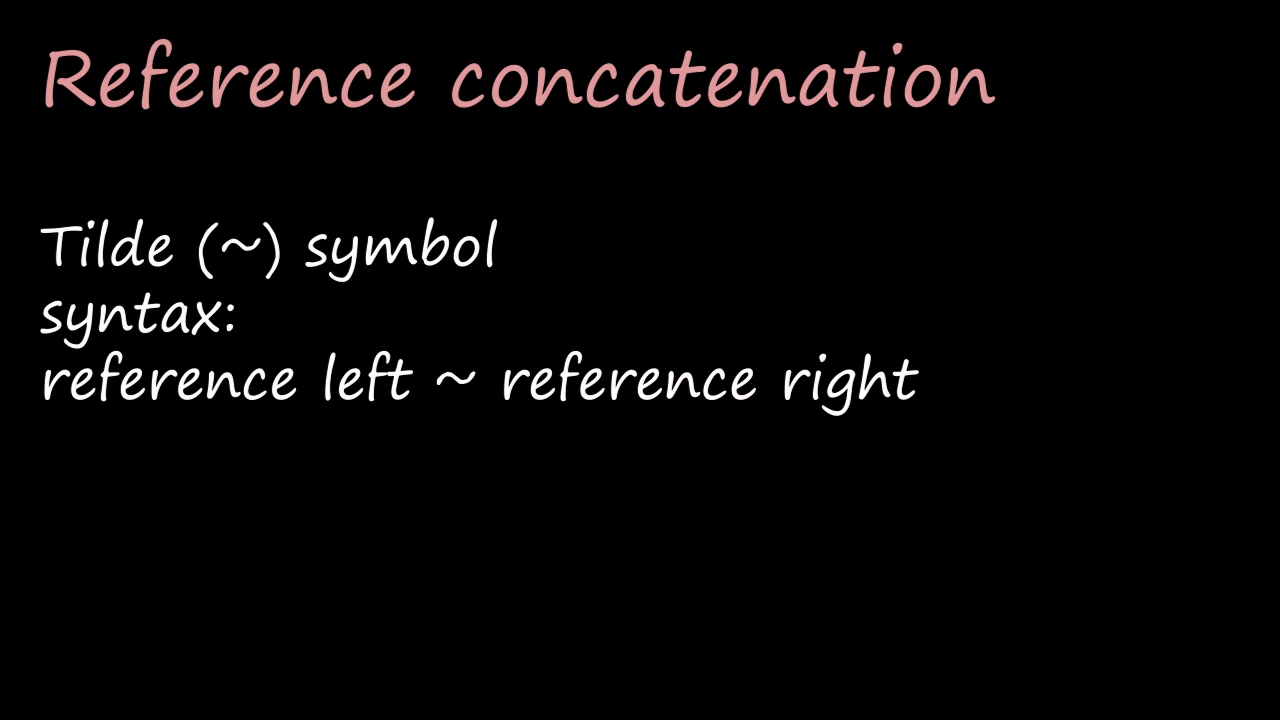 Reference concatenation
Tilde (~) symbol
syntax:
reference left ~ reference right